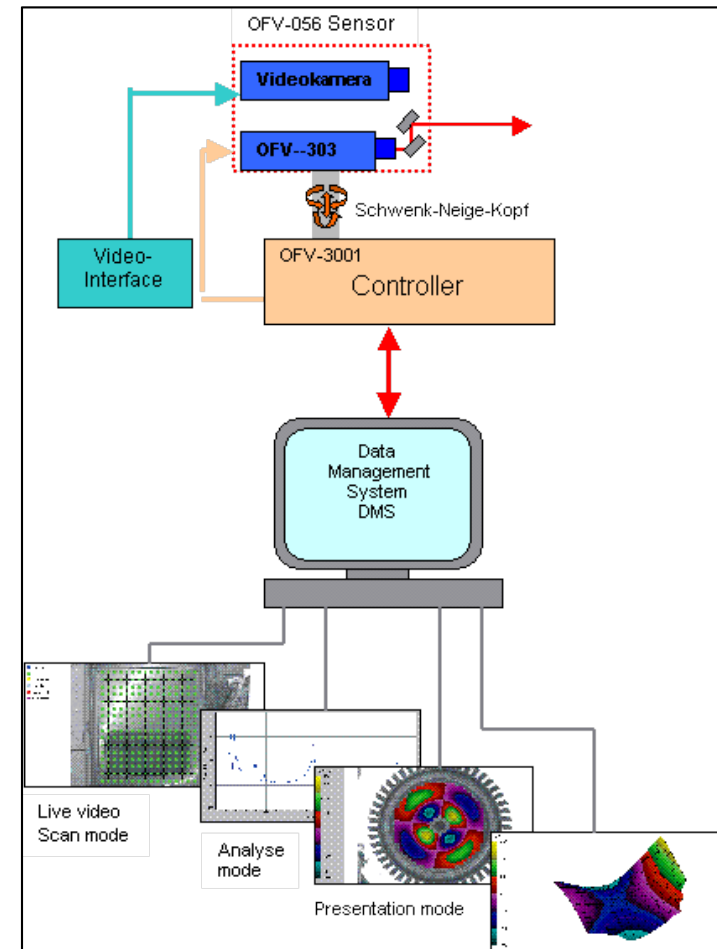 OFV-056 Sensor
Videokamera
OFV--303
Schwenk-Neige-Kopf
Video-
Interface
OFV-3001
Controller
Data
Management
System
DMS
Live video
Scan mode
Analyse
mode
Presentation mode